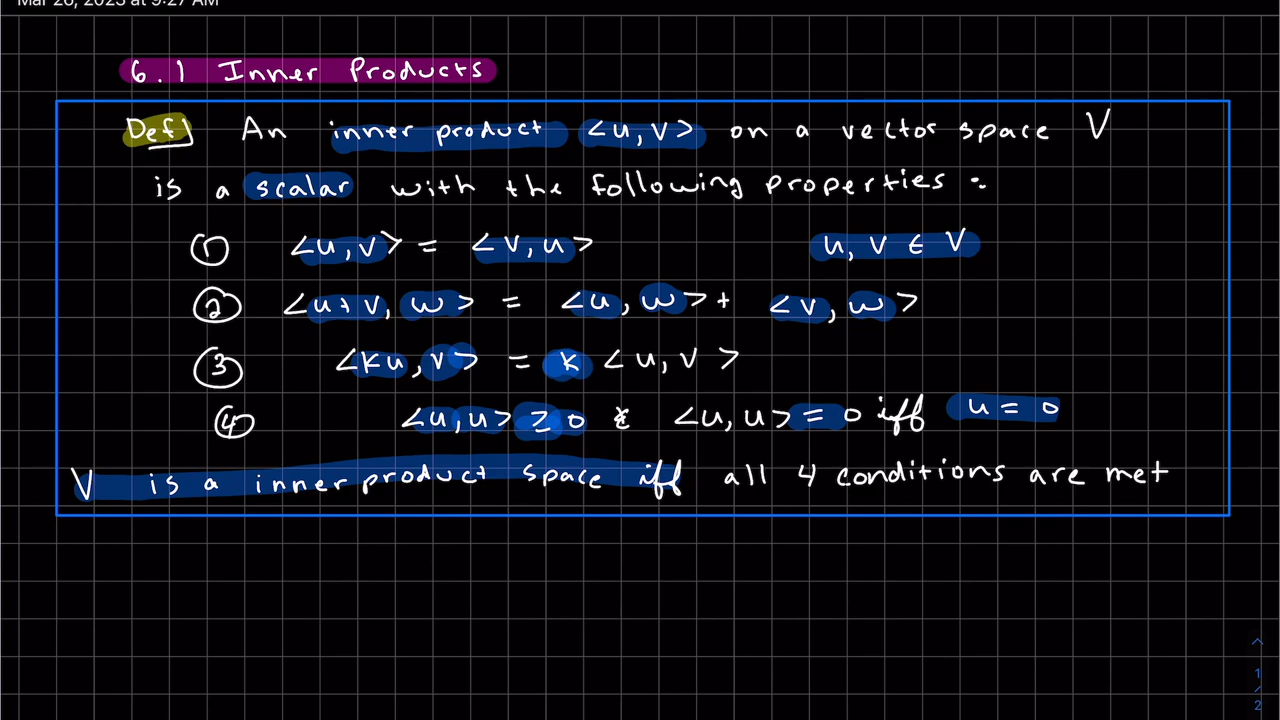 Mar 26, 2023 at 9:27 AM
6.1 Inner Products
Def) An inner product <u, v> on a vector space V
is a scalar with the following properties :
① <u, v> = <v, u> u, v ∈ V
② <u+v, w> = <u, w> + <v, w>
③ <ku, v> = k <u, v>
④ <u, u> ≥ 0 & <u, u> = 0 iff u = 0
V is a inner product space iff all 4 conditions are met
1
/
2